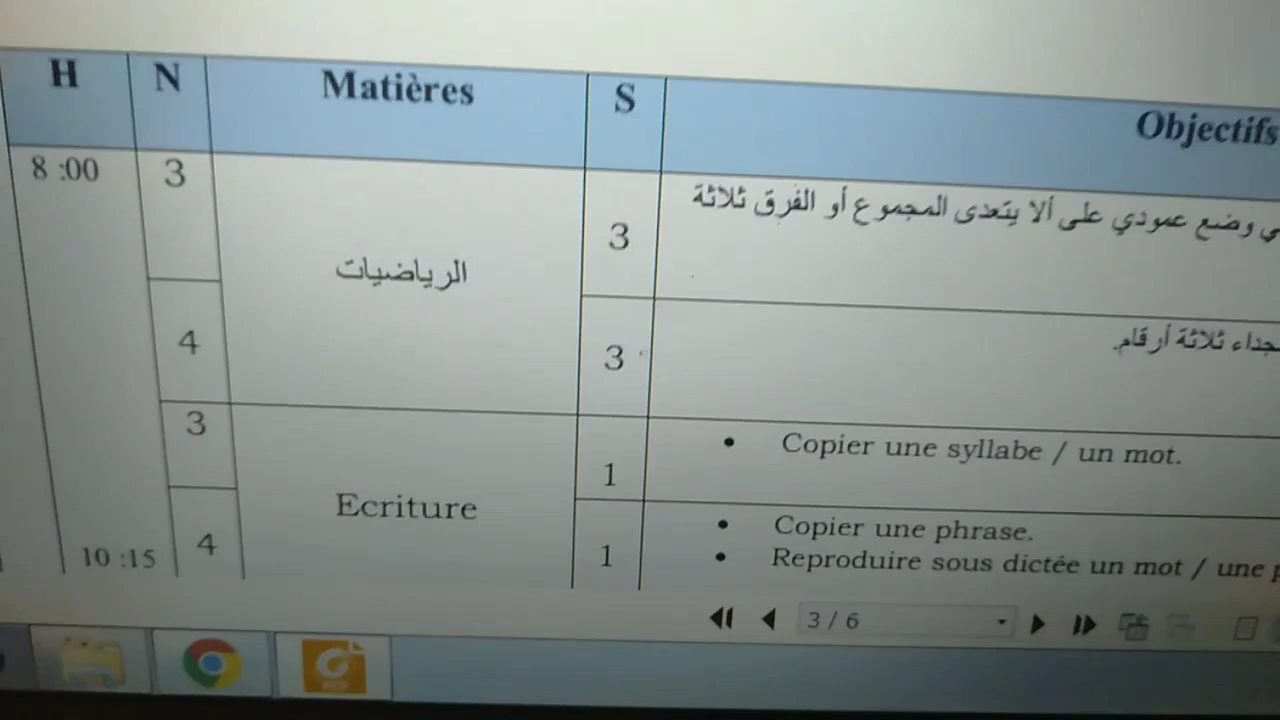 H N Matières S Objectifs
8 :00 3 الرياضيات 3 وضع عمودي على ألا يتعدى المجموع أو الفرق ثلاثة
4 3 ثلاثة أرقام.
3 Ecriture 1 • Copier une syllabe / un mot.
10 :15 4 1 • Copier une phrase.
• Reproduire sous dictée un mot / une
3 / 6